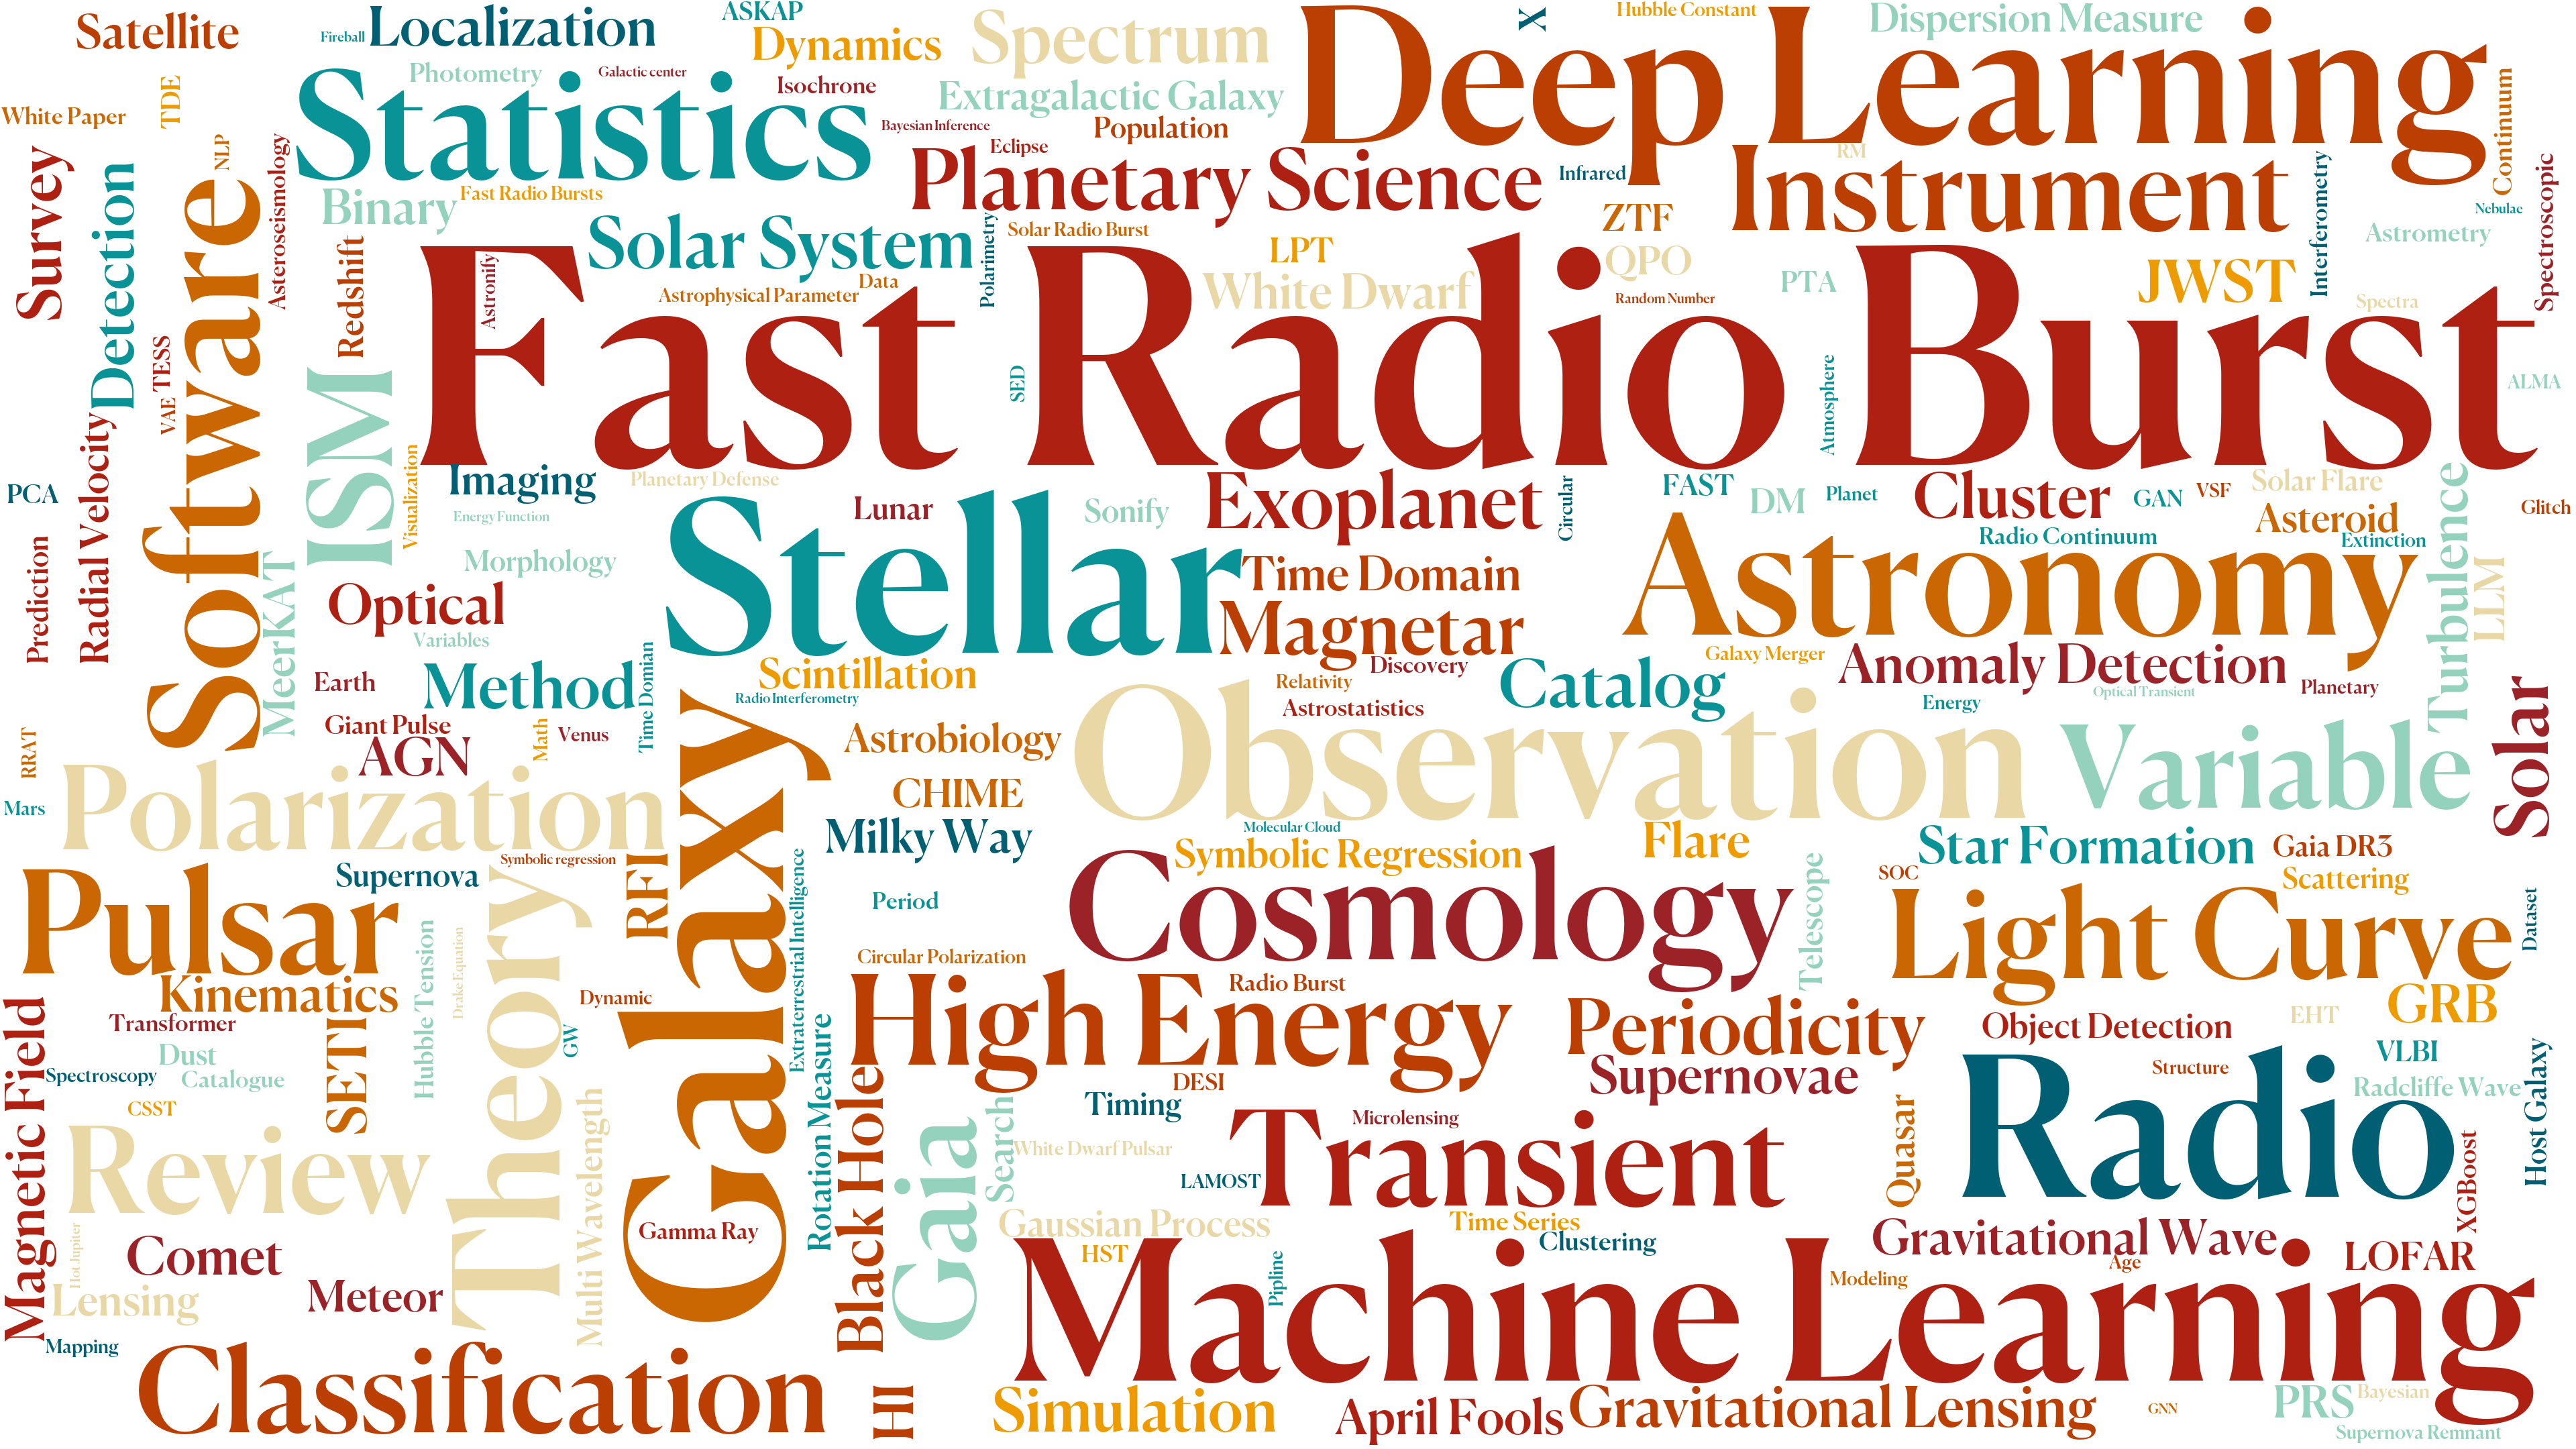 Satellite
Fireball
Localization
ASKAP
Dynamics
Spectrum
Deep Learning
X
Hubble Constant
Dispersion Measure
Photometry
Galactic center
Isochrone
Extragalactic Galaxy
White Paper
TDE
NLP
Statistics
Bayesian Inference
Population
Eclipse
RM
Continuum
Survey
Detection
Software
Asteroseismology
Binary
Fast Radio Bursts
Planetary Science
Infrared
Instrument
Interferometry
Nebulae
Spectroscopic
Redshift
Astronify
Solar System
Polarimetry
Solar Radio Burst
ZTF
Astrometry
LPT
QPO
PTA
JWST
Data
Astrophysical Parameter
White Dwarf
Random Number
Spectra
Fast Radio Burst
TESS
VAE
ISM
SED
Atmosphere
ALMA
Radial Velocity
Visualization
PCA
Imaging
Planetary Defense
Energy Function
Lunar
Sonify
Exoplanet
Circular
FAST
DM
Planet
Cluster
GAN
VSF
Solar Flare
Asteroid
Glitch
Radio Continuum
Extinction
Turbulence
LLM
Prediction
MeerKAT
Morphology
Stellar
Time Domain
Astronomy
Optical
Variables
Magnetar
Earth
Method
Time Domian
Scintillation
Radio Interferometry
Discovery
Relativity
Astrostatistics
Catalog
Galaxy Merger
Anomaly Detection
Optical Transient
Planetary
Energy
Solar
Giant Pulse
AGN
Math
Venus
RRAT
Mars
Polarization
Galaxy
Astrobiology
CHIME
Milky Way
Observation
Variable
Molecular Cloud
Symbolic Regression
Flare
Star Formation
Gaia DR3
Scattering
SOC
Symbolic regression
Supernova
RFI
Pulsar
Theory
Extraterrestrial Intelligence
Period
Cosmology
Telescope
Light Curve
Dataset
Kinematics
Hubble Tension
Drake Equation
Dynamic
GW
Circular Polarization
High Energy
Radio Burst
Periodicity
Supernovae
Object Detection
EHT
GRB
VLBI
Magnetic Field
Transformer
Dust
Spectroscopy
Catalogue
CSST
SETI
Rotation Measure
Black Hole
DESI
Timing
Structure
Radcliffe Wave
Host Galaxy
Radio
Review
Multi Wavelength
Gaia
Search
White Dwarf Pulsar
LAMOST
Microlensing
Transient
Quasar
XGBoost
Hot Jupiter
Comet
Lensing
Meteor
Gamma Ray
Gaussian Process
HST
Time Series
Clustering
Gravitational Wave
Age
LOFAR
Pipline
Modeling
Machine Learning
Mapping
Classification
HI
Simulation
April Fools
Gravitational Lensing
GNN
PRS
Bayesian
Supernova Remnant